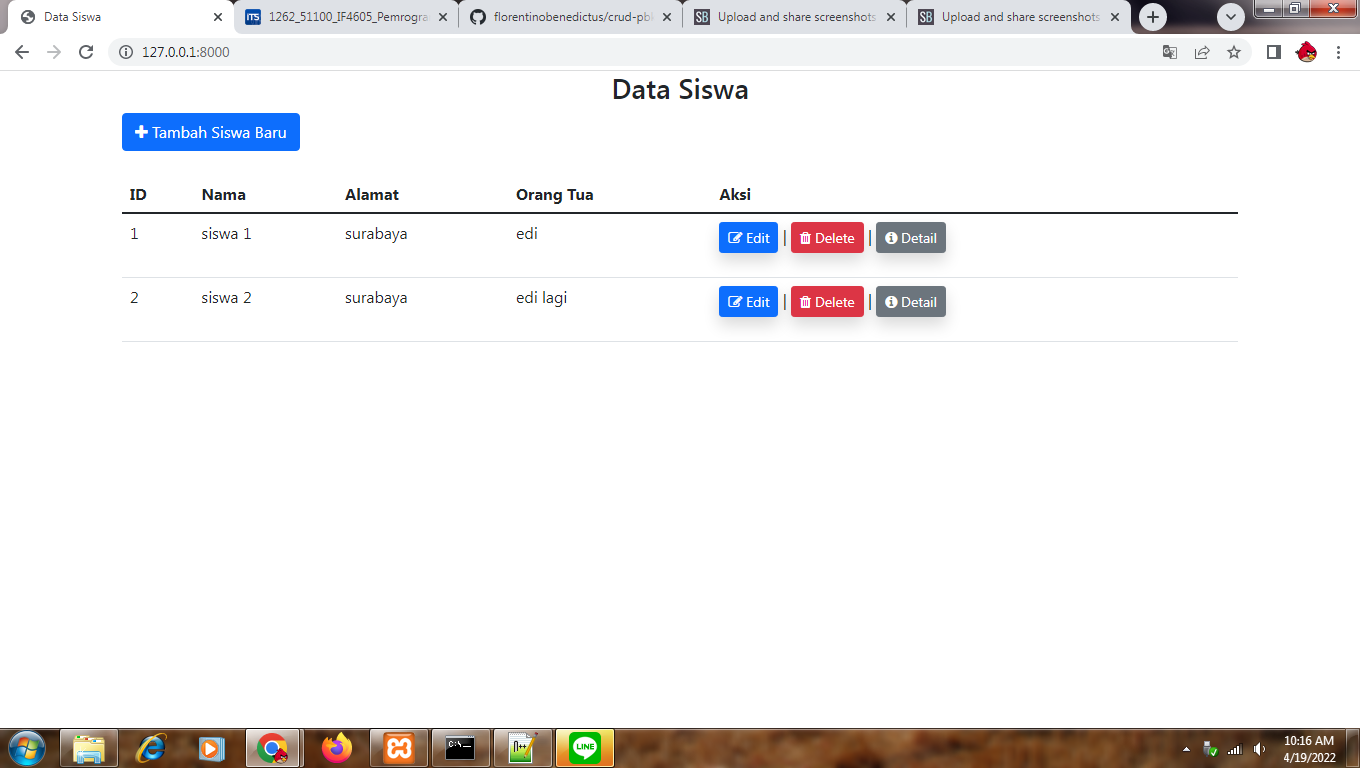 Data Siswa
1262_51100_IF4605_Pemrogra
florentinobenedictus/crud-pbk
Upload and share screenshots
Upload and share screenshots
127.0.0.1:8000
Data Siswa
Tambah Siswa Baru
ID Nama Alamat Orang Tua Aksi
1 siswa 1 surabaya edi Edit | Delete | Detail
2 siswa 2 surabaya edi lagi Edit | Delete | Detail
10:16 AM
4/19/2022